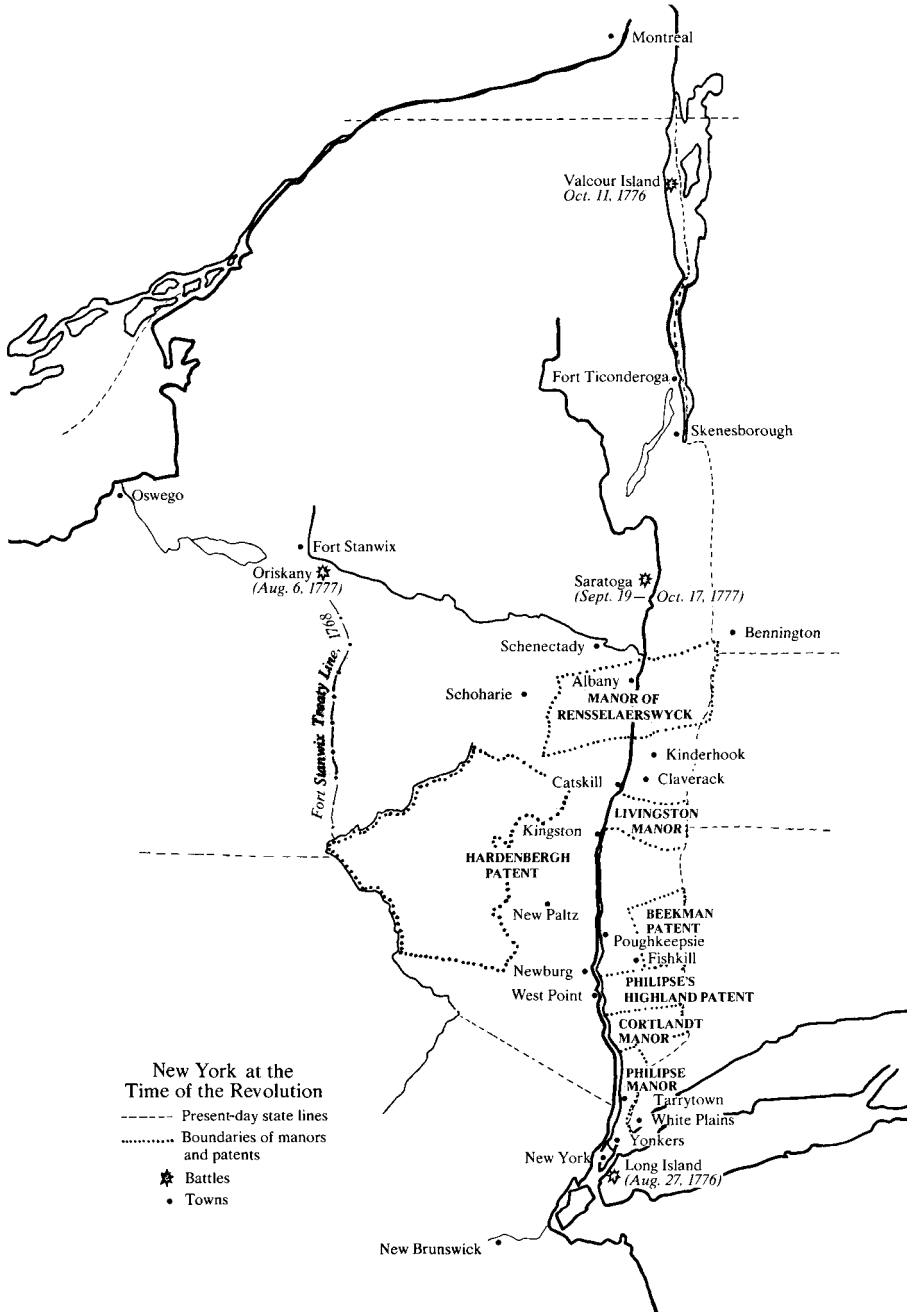 Montreal
Valcour Island
Oct. 11, 1776
Fort Ticonderoga
Skenesborough
Oswego
Fort Stanwix
Oriskany
(Aug. 6, 1777)
Saratoga
(Sept. 19— Oct. 17, 1777)
Fort Stanwix Treaty Line, 1768
Bennington
Schenectady
Albany
Schoharie
MANOR OF
RENSSELAERSWYCK
Kinderhook
Claverack
Catskill
LIVINGSTON
MANOR
Kingston
HARDENBERGH
PATENT
New Paltz
BEEKMAN
PATENT
Poughkeepsie
Fishkill
Newburg
PHILIPSE'S
HIGHLAND PATENT
West Point
CORTLANDT
MANOR
PHILIPSE
MANOR
Tarrytown
White Plains
Yonkers
New York
Long Island
(Aug. 27, 1776)
New Brunswick
New York at the
Time of the Revolution
Present-day state lines
Boundaries of manors
and patents
Battles
Towns